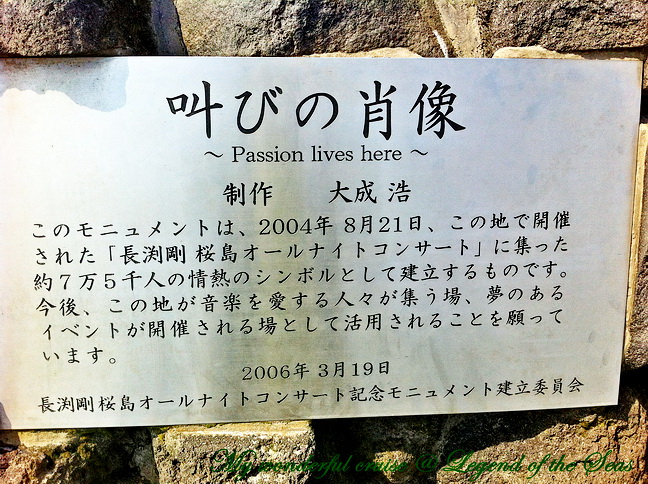 叫びの肖像
～ Passion lives here ～
制作　大成 浩
このモニュメントは、2004年 8月21日、この地で開催
された「長渕剛 桜島オールナイトコンサート」に集った
約７万５千人の情熱のシンボルとして建立するものです。
今後、この地が音楽を愛する人々が集う場、夢のある
イベントが開催される場として活用されることを願って
います。
2006年 3月19日
長渕剛 桜島オールナイトコンサート記念モニュメント建立委員会
My wonderful cruise @ Legend of the Seas